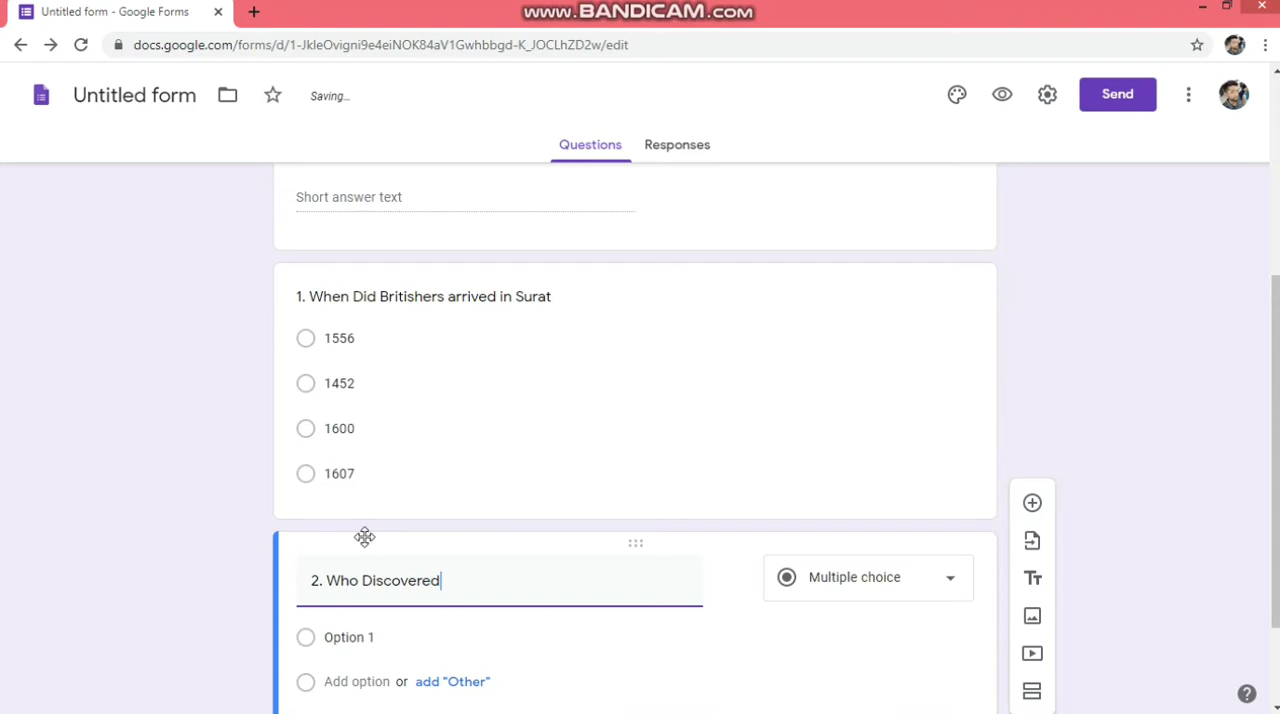 Untitled form - Google Forms
www.BANDICAM.com
docs.google.com/forms/d/1-JkleOvigni9e4eiNOK84aV1Gwhbbgd-K_JOCLhZD2w/edit
Untitled form
Saving...
Send
Questions
Responses
Short answer text
1. When Did Britishers arrived in Surat
1556
1452
1600
1607
2. Who Discovered
Multiple choice
Option 1
Add option or add "Other"